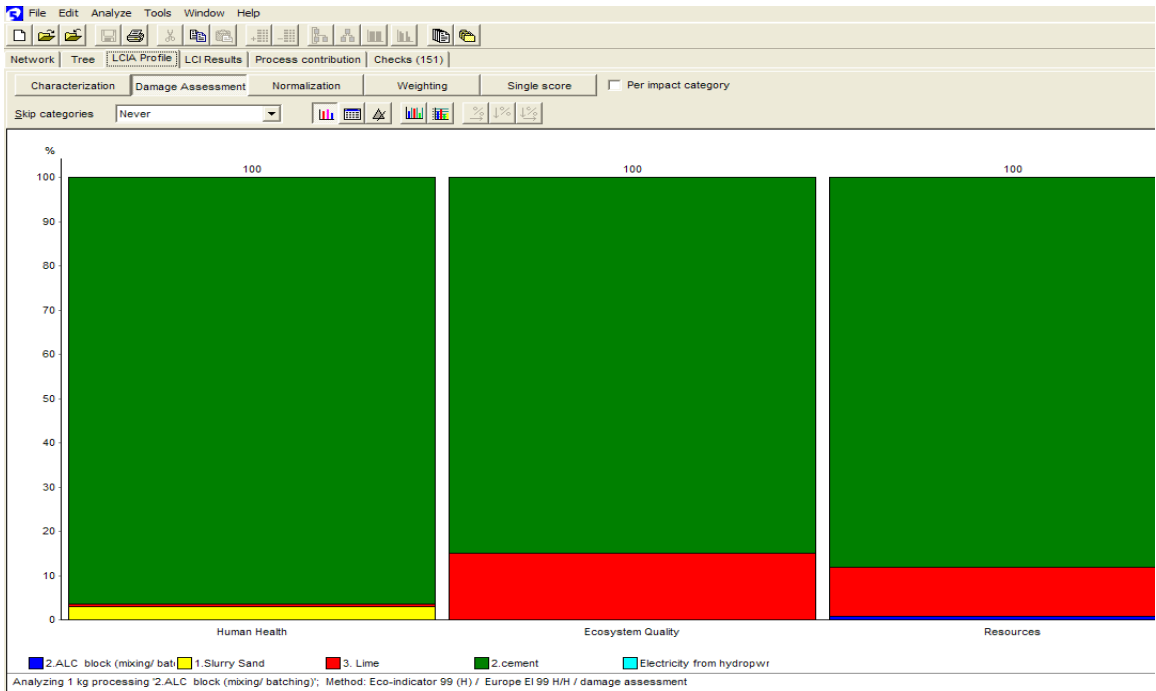 File Edit Analyze Tools Window Help
Network Tree LCIA Profile LCI Results Process contribution Checks (151)
Characterization Damage Assessment Normalization Weighting Single score Per impact category
Skip categories Never
%
100 100 100
100
90
80
70
60
50
40
30
20
10
0
Human Health Ecosystem Quality Resources
2.ALC block (mixing/ bat 1.Slurry Sand 3. Lime 2.cement Electricity from hydropwr
Analyzing 1 kg processing '2.ALC block (mixing/ batching)'; Method: Eco-indicator 99 (H) / Europe EI 99 H/H / damage assessment